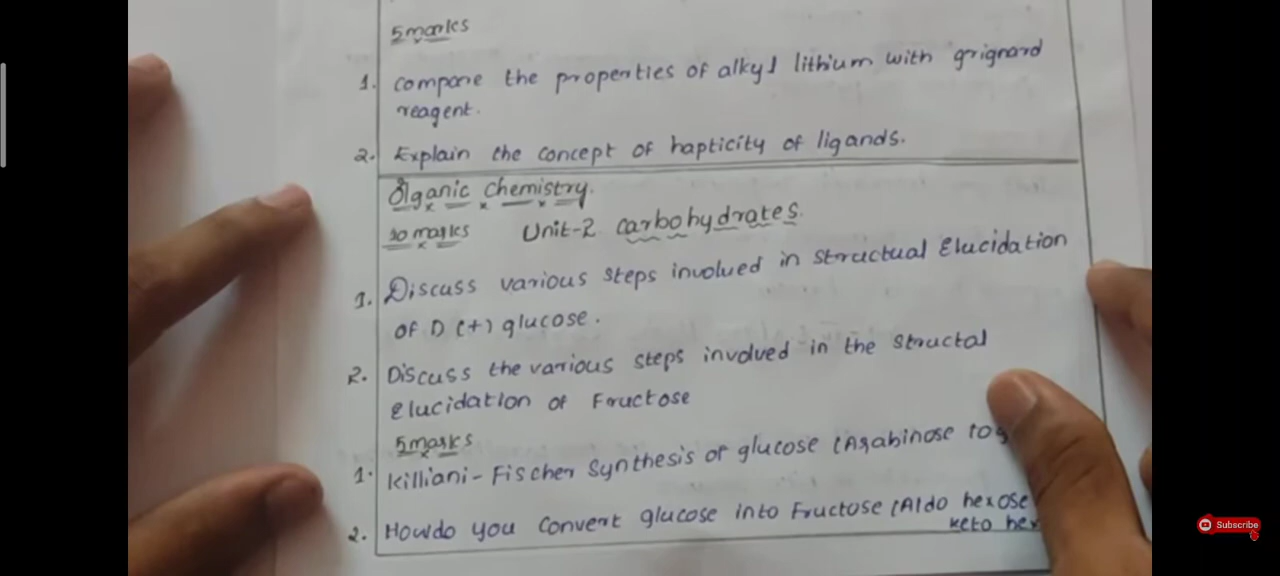 5marks
1. compare the properties of alkyl lithium with grignard
reagent.
2. Explain the concept of hapticity of ligands.
Organic chemistry.
10 marks Unit-2 carbohydrates.
1. Discuss various steps involved in structual Elucidation
of D (+) glucose.
2. Discuss the various steps involved in the structal
elucidation of Fructose
5marks
1. Killiani-Fischer synthesis of glucose (Arabinose to
2. How do you convert glucose into Fructose (Aldo hexose
keto
Subscribe